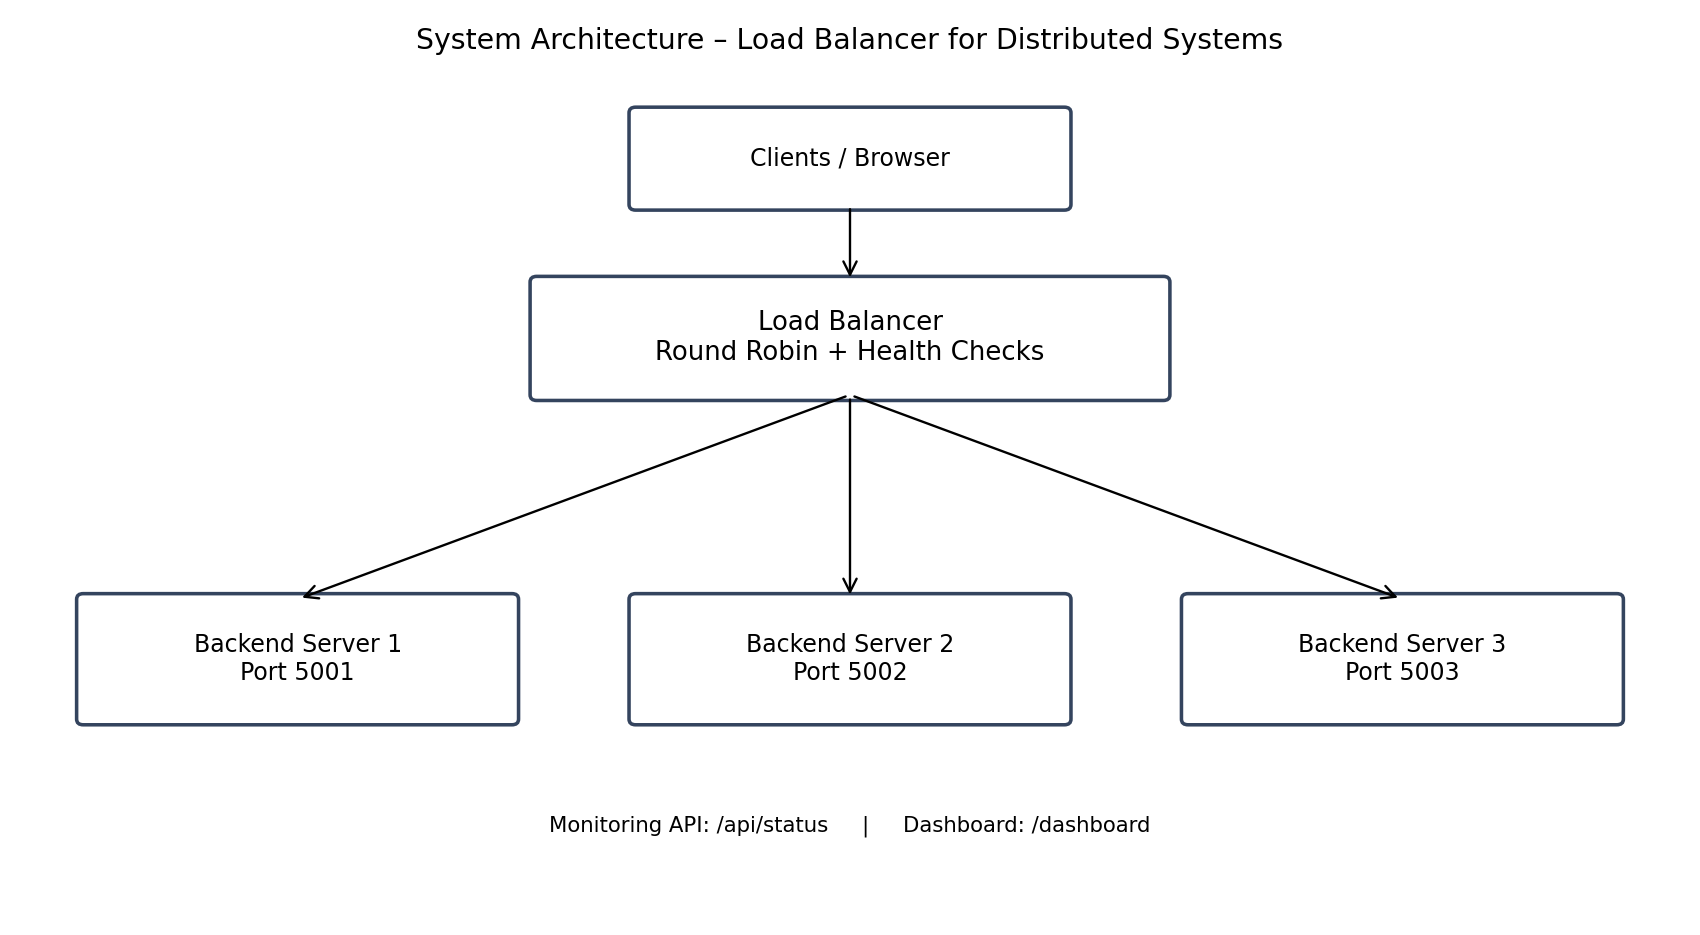 System Architecture – Load Balancer for Distributed Systems
Clients / Browser
Load Balancer
Round Robin + Health Checks
Backend Server 1
Port 5001
Backend Server 2
Port 5002
Backend Server 3
Port 5003
Monitoring API: /api/status | Dashboard: /dashboard